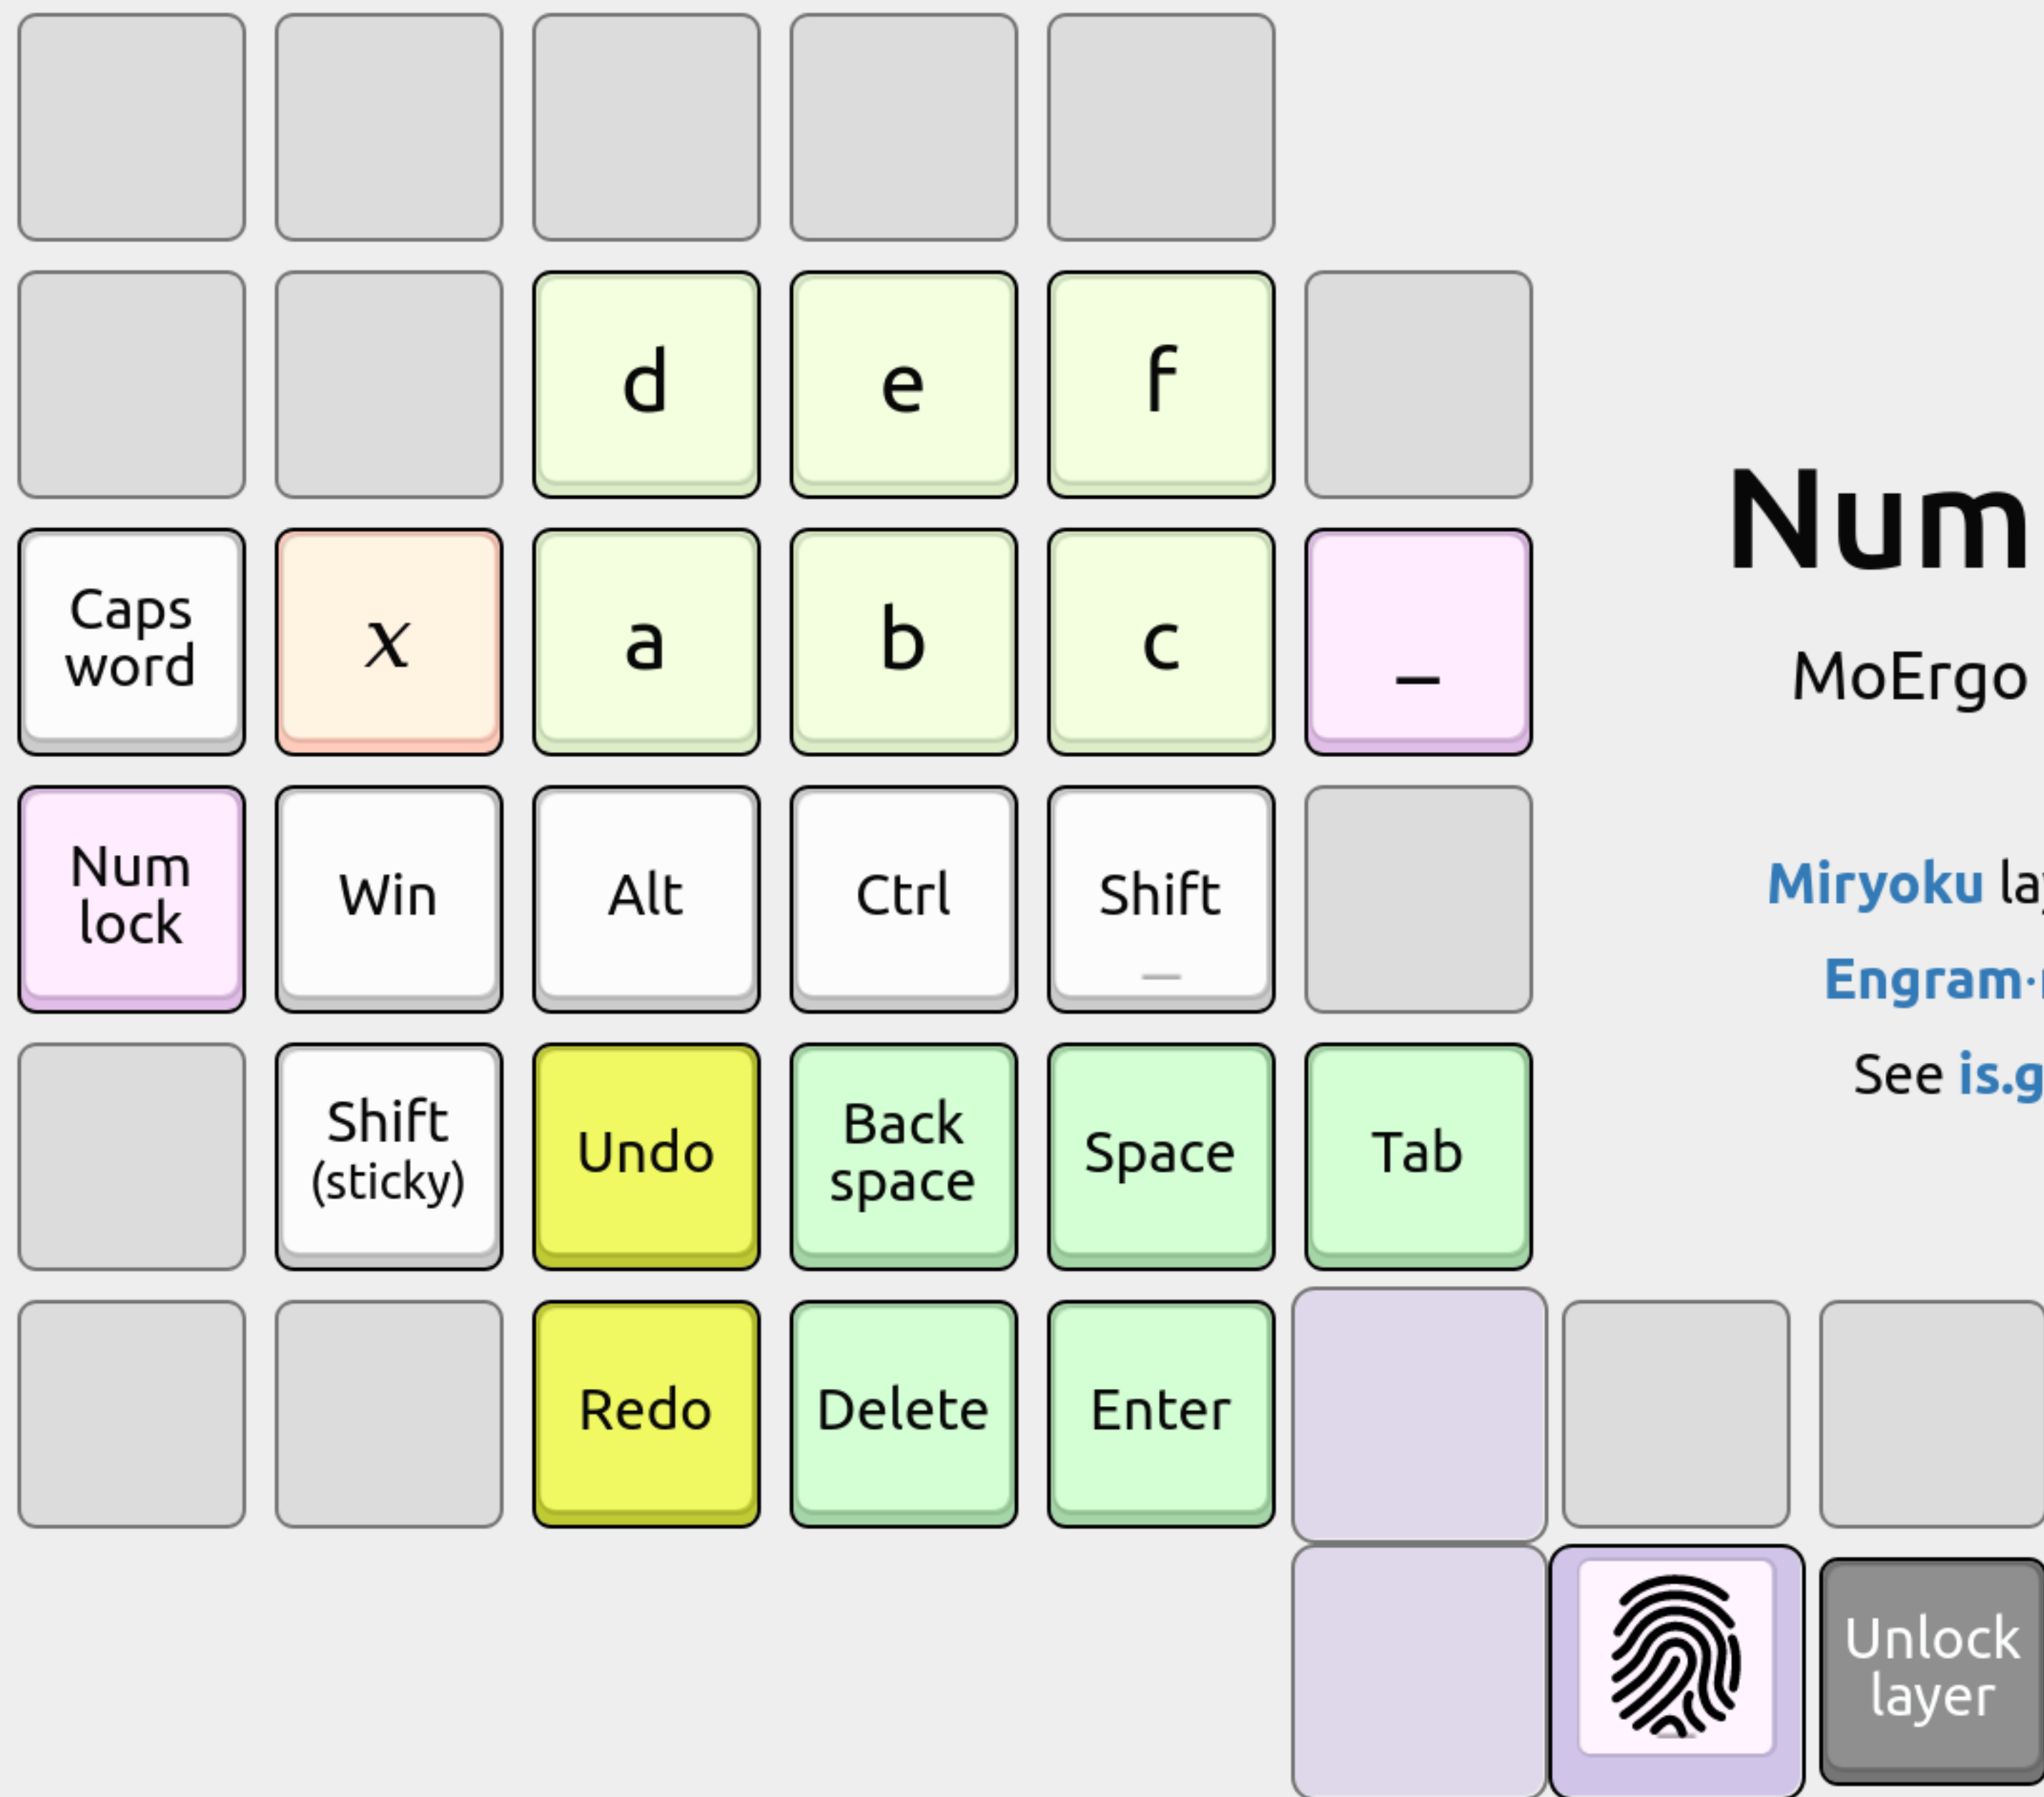 d e f
Num
Caps
word
x a b c _
MoErgo
Num
lock
Win Alt Ctrl Shift
_
Miryoku
Engram·
Shift
(sticky)
Undo
Back
space
Space Tab
See is.g
Redo Delete Enter
Unlock
layer